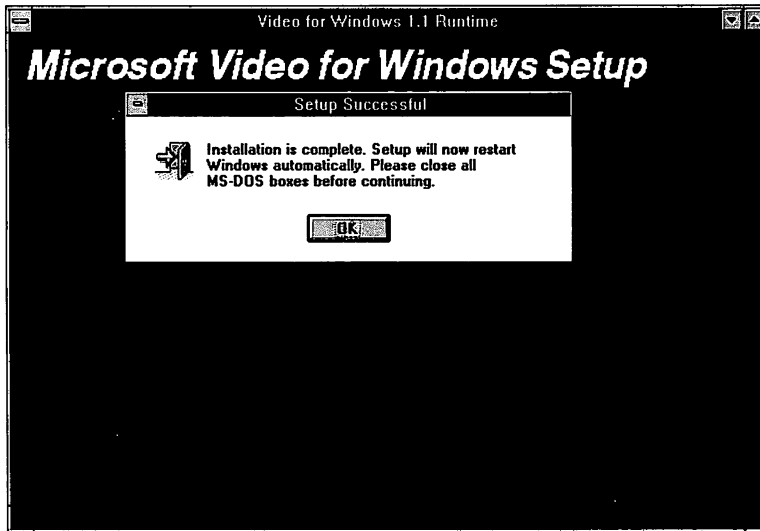 Video for Windows 1.1 Runtime
Microsoft Video for Windows Setup
Setup Successful
Installation is complete. Setup will now restart
Windows automatically. Please close all
MS-DOS boxes before continuing.
OK